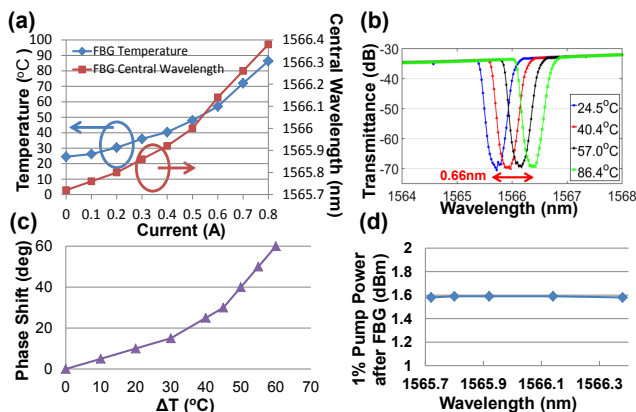 (a)
FBG Temperature
FBG Central Wavelength
Temperature (°C)
100
90
80
70
60
50
40
30
20
10
0
0 0.1 0.2 0.3 0.4 0.5 0.6 0.7 0.8
Current (A)
1566.4
1566.3
1566.2
1566.1
1566
1565.9
1565.8
1565.7
Central Wavelength (nm)
(b)
Transmittance (dB)
-30
-40
-50
-60
-70
24.5°C
40.4°C
57.0°C
86.4°C
0.66nm
1564 1565 1566 1567 1568
Wavelength (nm)
(c)
Phase Shift (deg)
60
40
20
0
0 10 20 30 40 50 60 70
ΔT (°C)
(d)
1% Pump Power
after FBG (dBm)
2
1.8
1.6
1.4
1.2
1
1565.7 1565.9 1566.1 1566.3
Wavelength (nm)